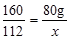 160/112 = 80g/x